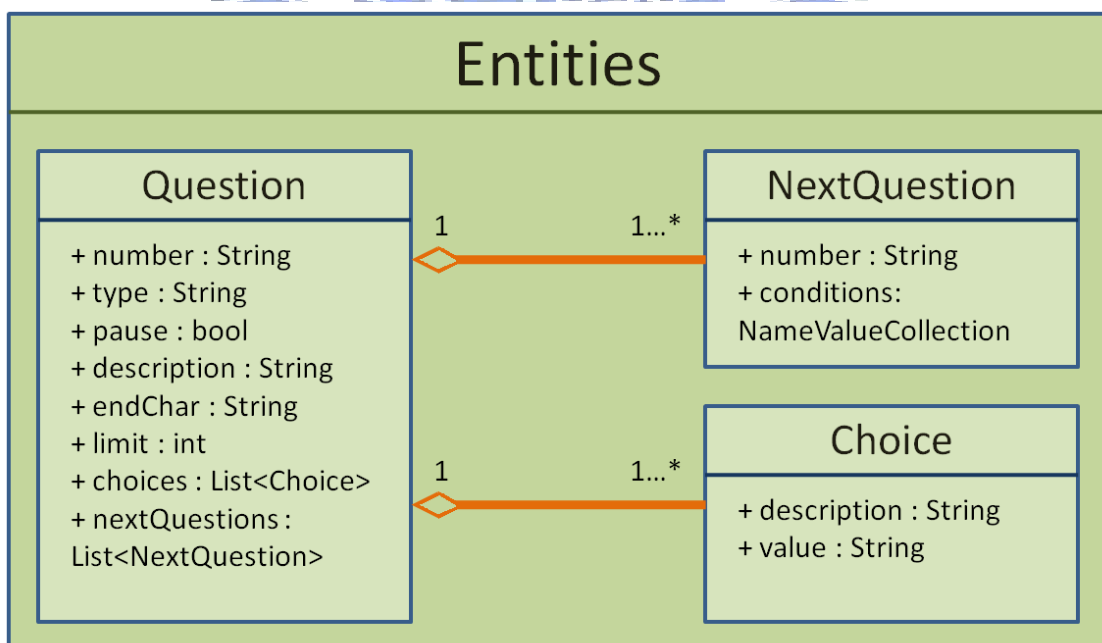 Entities
Question
+ number : String
+ type : String
+ pause : bool
+ description : String
+ endChar : String
+ limit : int
+ choices : List<Choice>
+ nextQuestions :
List<NextQuestion>
1
1...*
NextQuestion
+ number : String
+ conditions:
NameValueCollection
1
1...*
Choice
+ description : String
+ value : String